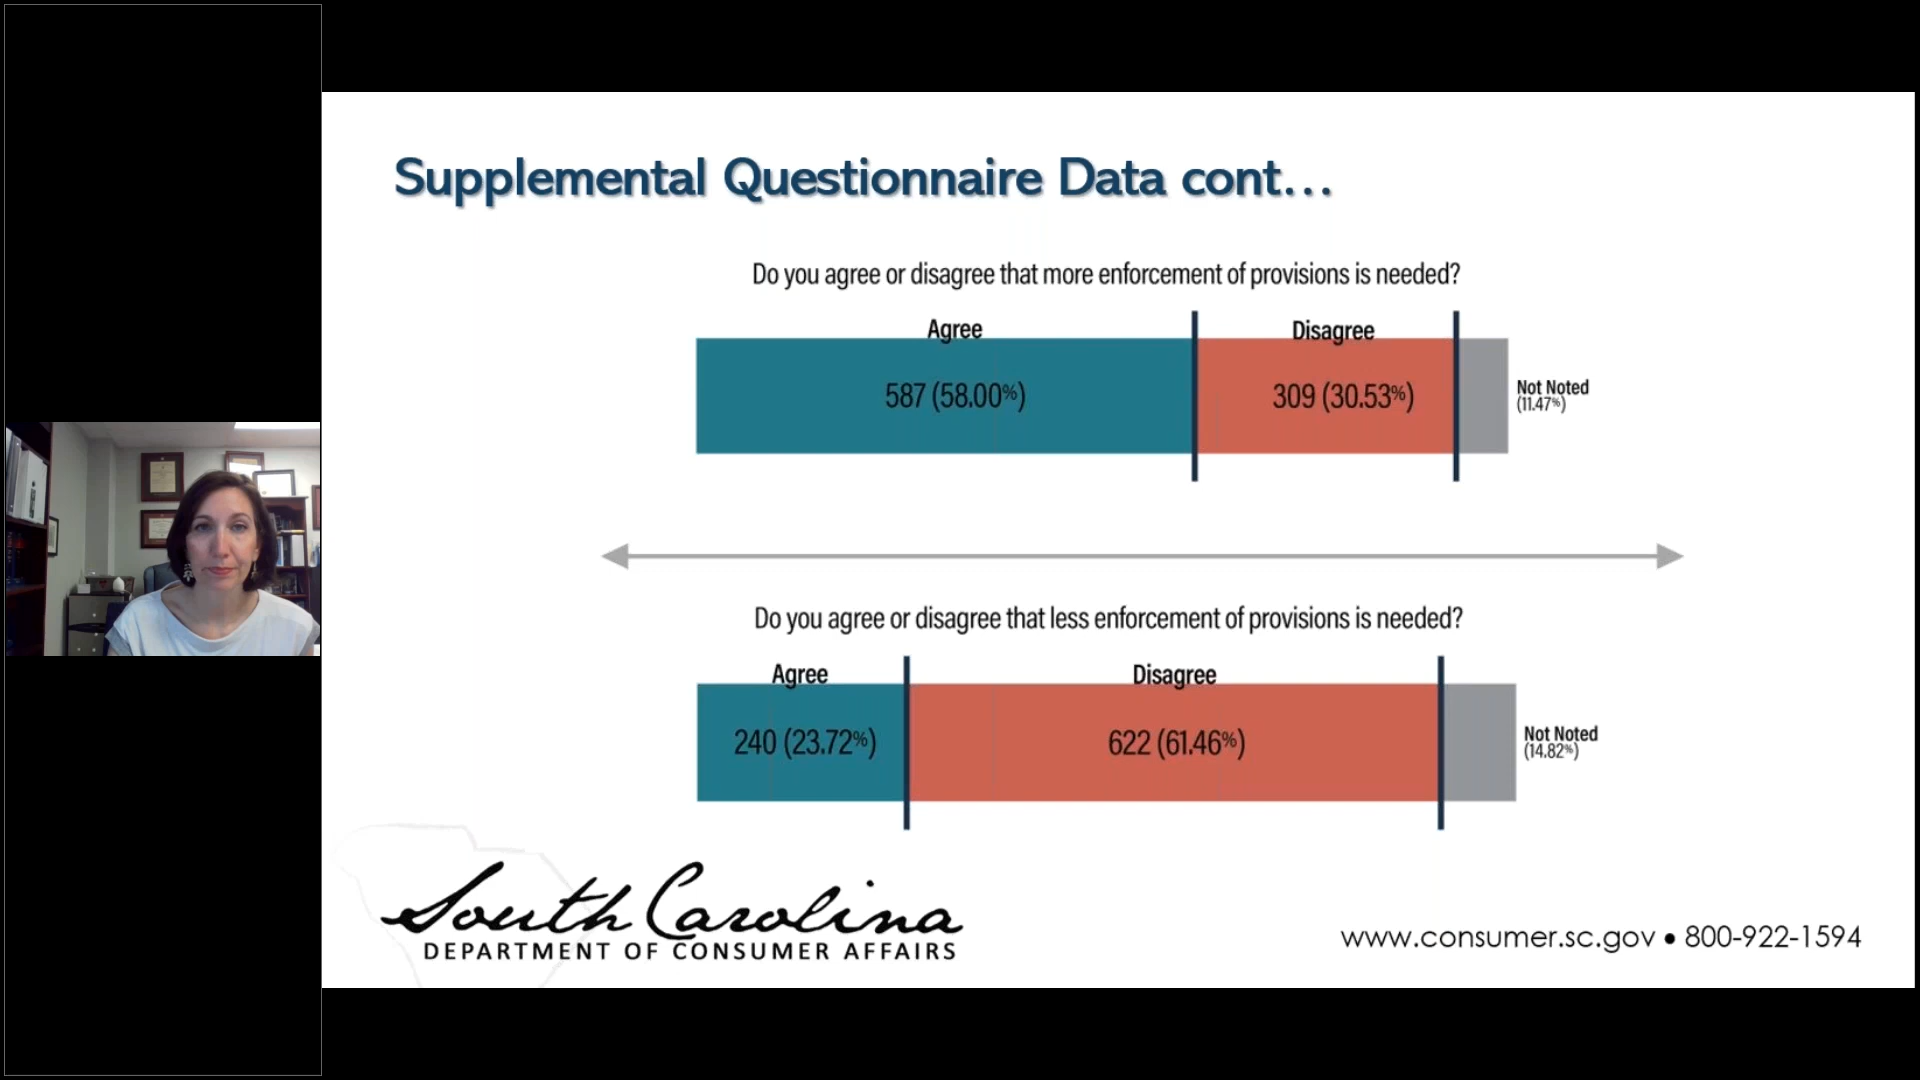 Supplemental Questionnaire Data cont...
Do you agree or disagree that more enforcement of provisions is needed?
Agree
Disagree
587 (58.00%)
309 (30.53%)
Not Noted
(11.47%)
Do you agree or disagree that less enforcement of provisions is needed?
Agree
Disagree
240 (23.72%)
622 (61.46%)
Not Noted
(14.82%)
South Carolina
DEPARTMENT OF CONSUMER AFFAIRS
www.consumer.sc.gov • 800-922-1594